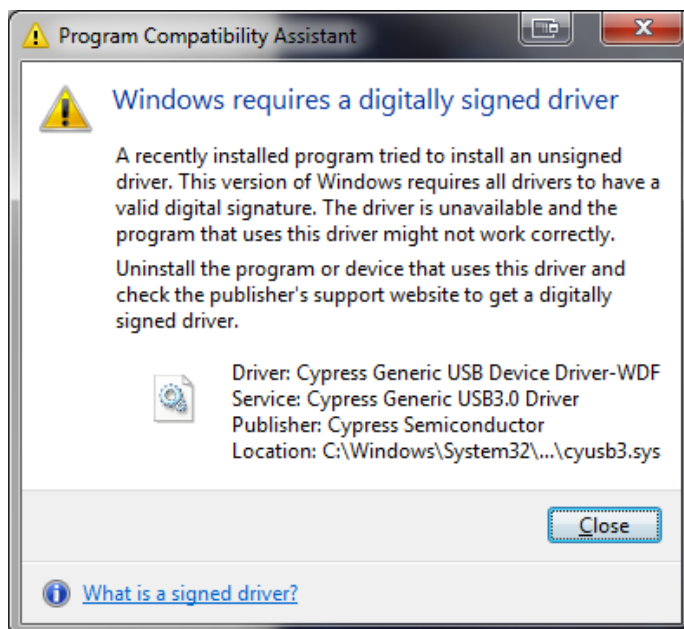 Program Compatibility Assistant
Windows requires a digitally signed driver
A recently installed program tried to install an unsigned
driver. This version of Windows requires all drivers to have a
valid digital signature. The driver is unavailable and the
program that uses this driver might not work correctly.
Uninstall the program or device that uses this driver and
check the publisher's support website to get a digitally
signed driver.
Driver: Cypress Generic USB Device Driver-WDF
Service: Cypress Generic USB3.0 Driver
Publisher: Cypress Semiconductor
Location: C:\Windows\System32\...\cyusb3.sys
Close
What is a signed driver?